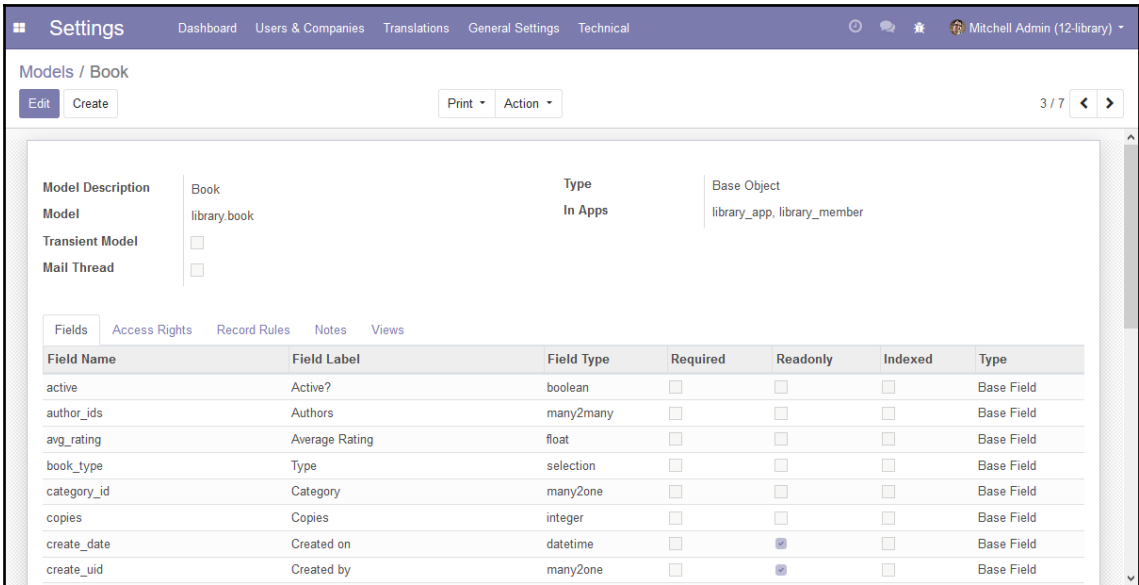 Settings Dashboard Users & Companies Translations General Settings Technical Mitchell Admin (12-library)
Models / Book
Edit Create Print Action 3 / 7
Model Description Book Type Base Object
Model library.book In Apps library_app, library_member
Transient Model
Mail Thread
Fields Access Rights Record Rules Notes Views
Field Name Field Label Field Type Required Readonly Indexed Type
active Active? boolean Base Field
author_ids Authors many2many Base Field
avg_rating Average Rating float Base Field
book_type Type selection Base Field
category_id Category many2one Base Field
copies Copies integer Base Field
create_date Created on datetime Base Field
create_uid Created by many2one Base Field